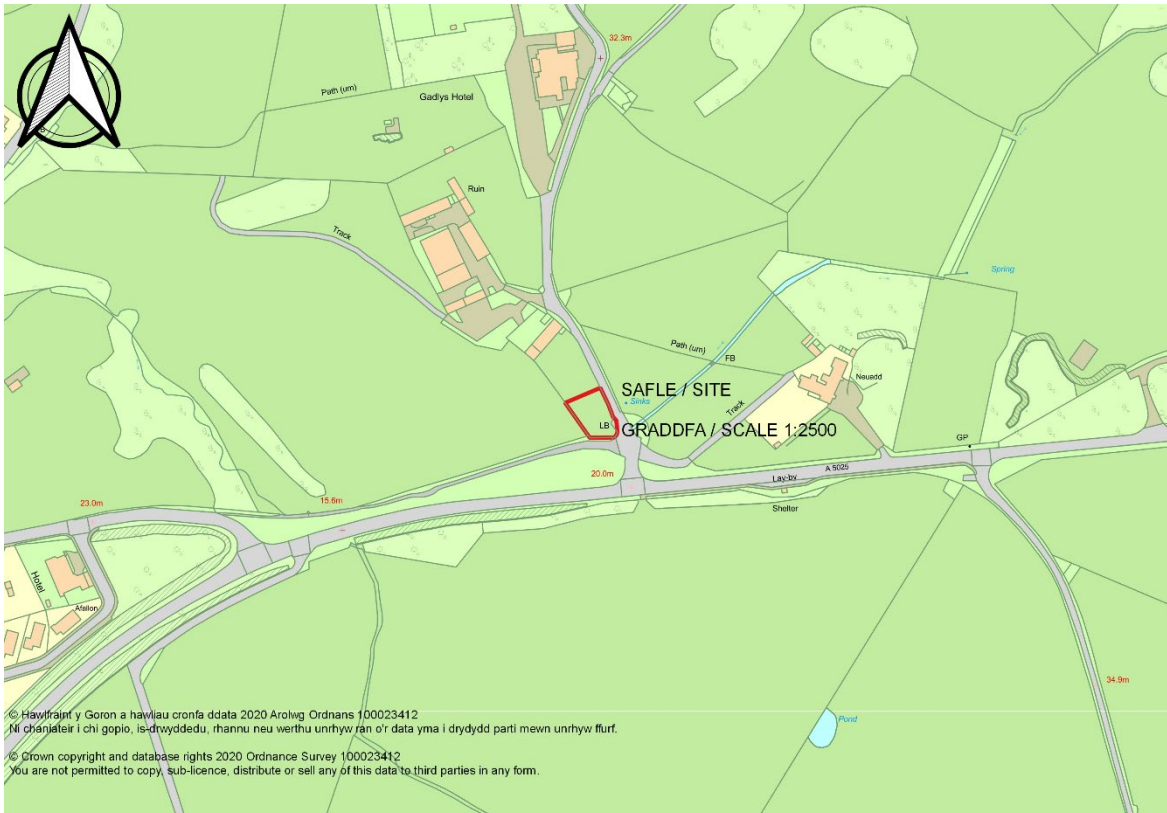 32.3m
Path (um)
Gadlys Hotel
Ruin
Track
Spring
Path (um)
FB
SAFLE / SITE
Sinks
Neuadd
Track
LB
GRADDFA / SCALE 1:2500
GP
20.0m
A 5025
Lay-by
15.6m
23.0m
Shelter
Hotel
Afallon
34.9m
© Hawlfraint y Goron a hawliau cronfa ddata 2020 Arolwg Ordnans 100023412
Ni chaniateir i chi gopio, is-drwyddedu, rhannu neu werthu unrhyw ran o'r data yma i drydydd parti mewn unrhyw ffurf.
Pond
© Crown copyright and database rights 2020 Ordnance Survey 100023412
You are not permitted to copy, sub-licence, distribute or sell any of this data to third parties in any form.